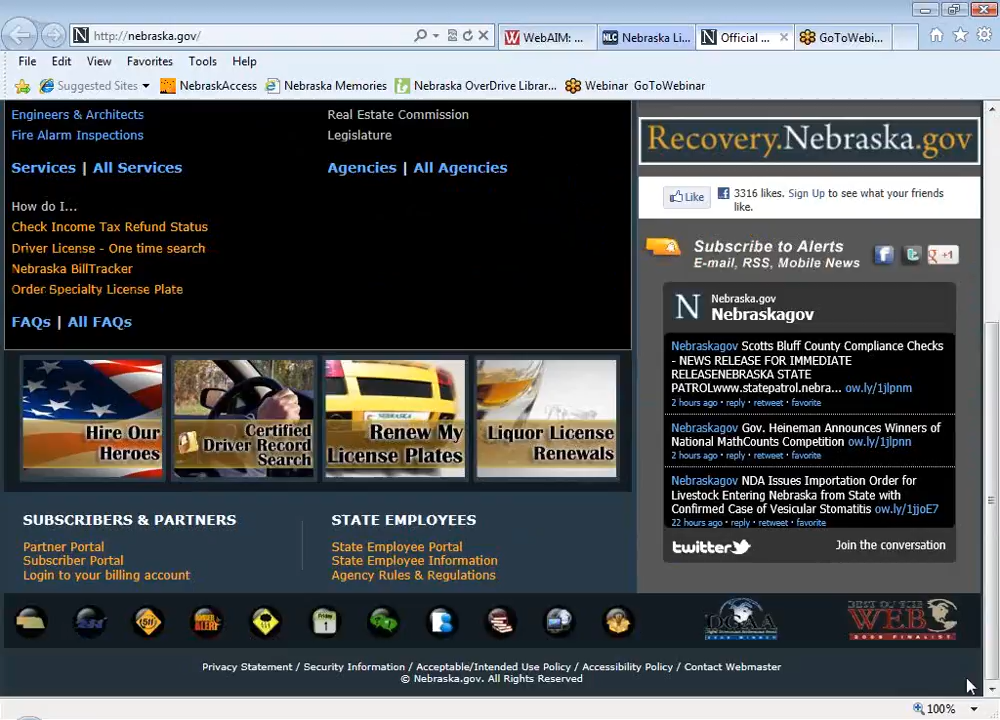 http://nebraska.gov/
WebAIM: ...
Nebraska Li...
Official ...
GoToWebi...
File Edit View Favorites Tools Help
Suggested Sites
NebraskAccess
Nebraska Memories
Nebraska OverDrive Librar...
Webinar GoToWebinar
Engineers & Architects
Fire Alarm Inspections
Services | All Services
Real Estate Commission
Legislature
Agencies | All Agencies
How do I...
Check Income Tax Refund Status
Driver License - One time search
Nebraska BillTracker
Order Specialty License Plate
FAQs | All FAQs
Hire Our
Heroes
Certified
Driver Record
Search
NEBRASKA
Renew My
License Plates
Liquor License
Renewals
SUBSCRIBERS & PARTNERS
Partner Portal
Subscriber Portal
Login to your billing account
STATE EMPLOYEES
State Employee Portal
State Employee Information
Agency Rules & Regulations
Recovery.Nebraska.gov
Like
3316 likes. Sign Up to see what your friends
like.
Subscribe to Alerts
E-mail, RSS, Mobile News
+1
N
Nebraska.gov
Nebraskagov
Nebraskagov Scotts Bluff County Compliance Checks
- NEWS RELEASE FOR IMMEDIATE
RELEASENEBRASKA STATE
PATROLwww.statepatrol.nebra... ow.ly/1jlpnm
2 hours ago · reply · retweet · favorite
Nebraskagov Gov. Heineman Announces Winners of
National MathCounts Competition ow.ly/1jlpnn
2 hours ago · reply · retweet · favorite
Nebraskagov NDA Issues Importation Order for
Livestock Entering Nebraska from State with
Confirmed Case of Vesicular Stomatitis ow.ly/1jjoE7
22 hours ago · reply · retweet · favorite
twitter
Join the conversation
511
Friday
1
DGAA
BEST OF THE
WEB
Privacy Statement / Security Information / Acceptable/Intended Use Policy / Accessibility Policy / Contact Webmaster
© Nebraska.gov. All Rights Reserved
100%